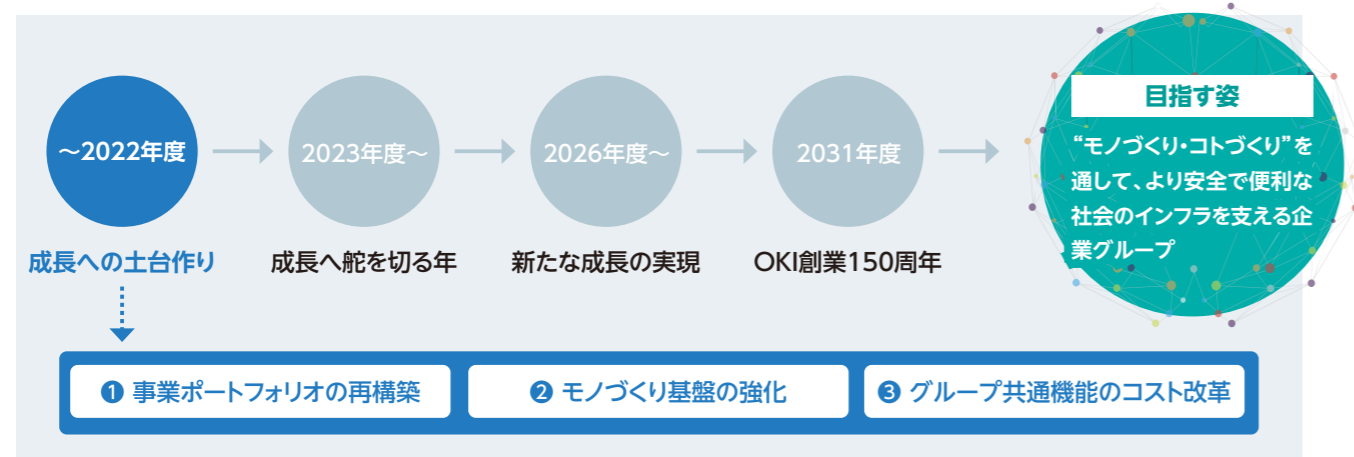 ～2022年度
2023年度～
2026年度～
2031年度
成長への土台作り
成長へ舵を切る年
新たな成長の実現
OKI創業150周年
目指す姿
“モノづくり・コトづくり”を
通して、より安全で便利な
社会のインフラを支える企
業グループ
❶ 事業ポートフォリオの再構築
❷ モノづくり基盤の強化
❸ グループ共通機能のコスト改革